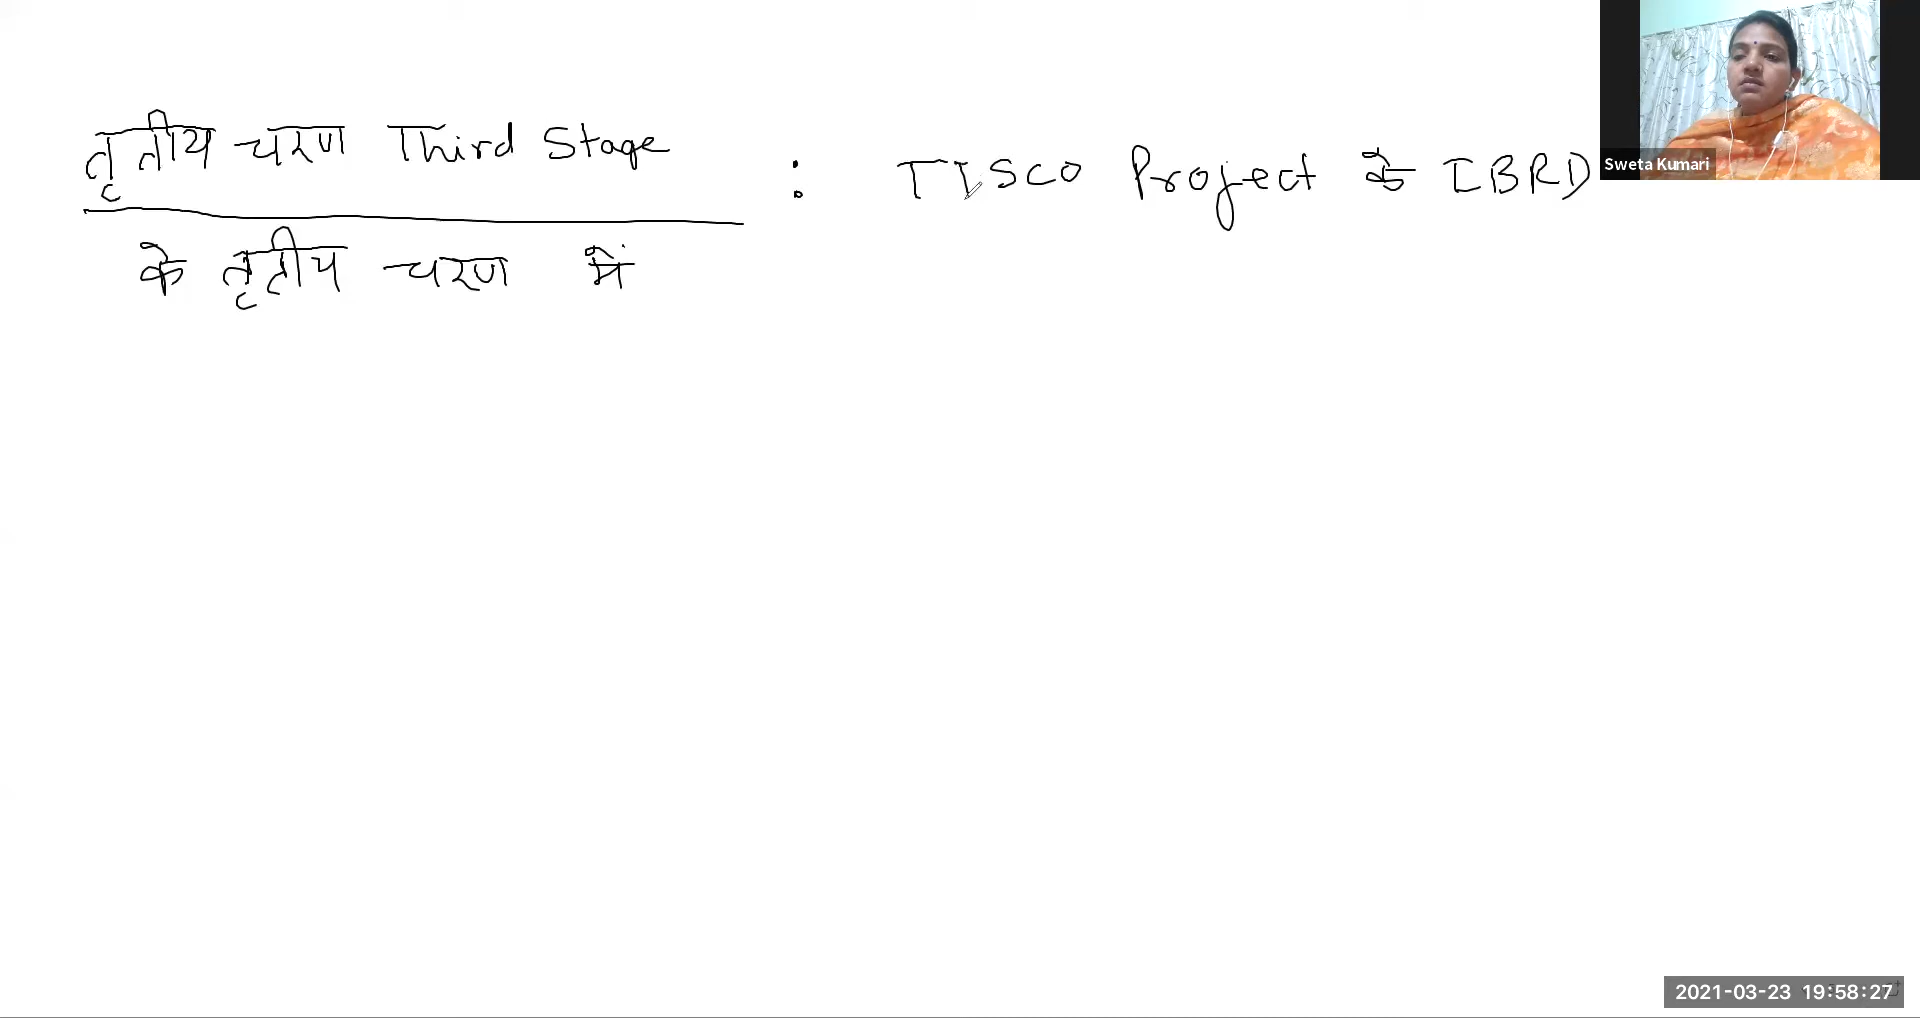 तृतीय चरण Third Stage : TISCO Project के IBRD
के तृतीय चरण में
Sweta Kumari
2021-03-23 19:58:27